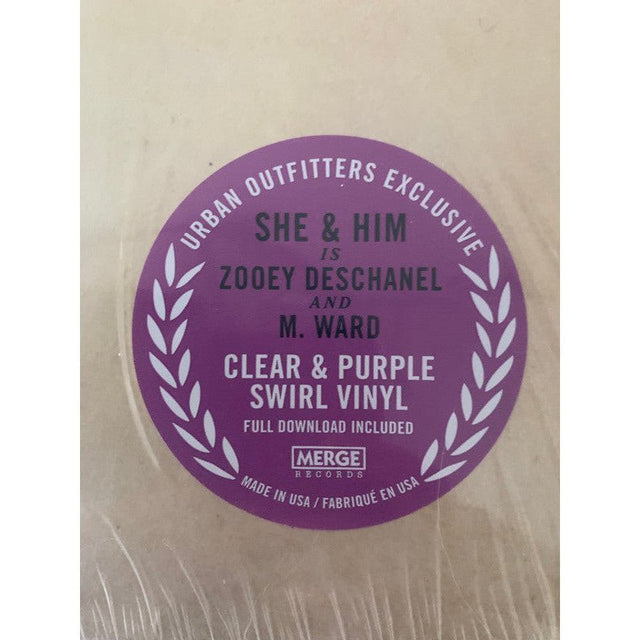 URBAN OUTFITTERS EXCLUSIVE
SHE & HIM
IS
ZOOEY DESCHANEL
AND
M. WARD
CLEAR & PURPLE
SWIRL VINYL
FULL DOWNLOAD INCLUDED
MERGE
RECORDS
MADE IN USA / FABRIQUÉ EN USA